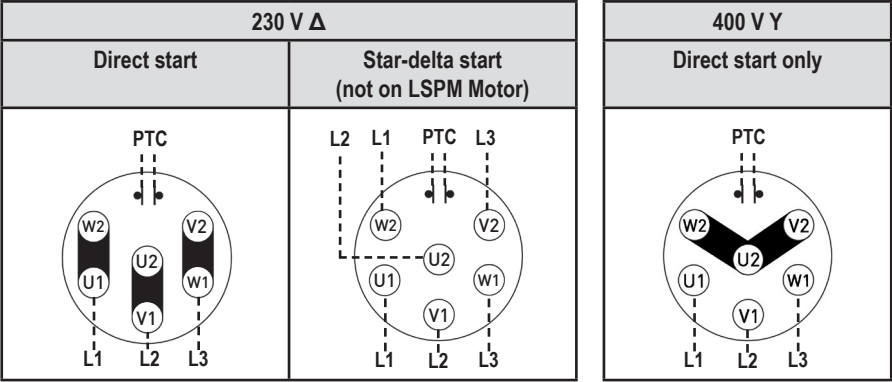 230 V Δ
400 V Y
Direct start
Star-delta start
(not on LSPM Motor)
Direct start only
PTC
W2
V2
U2
U1
W1
V1
L1
L2
L3
L2
L1
PTC
L3
W2
V2
U2
U1
W1
V1
L1
L2
L3
PTC
W2
V2
U2
U1
W1
V1
L1
L2
L3